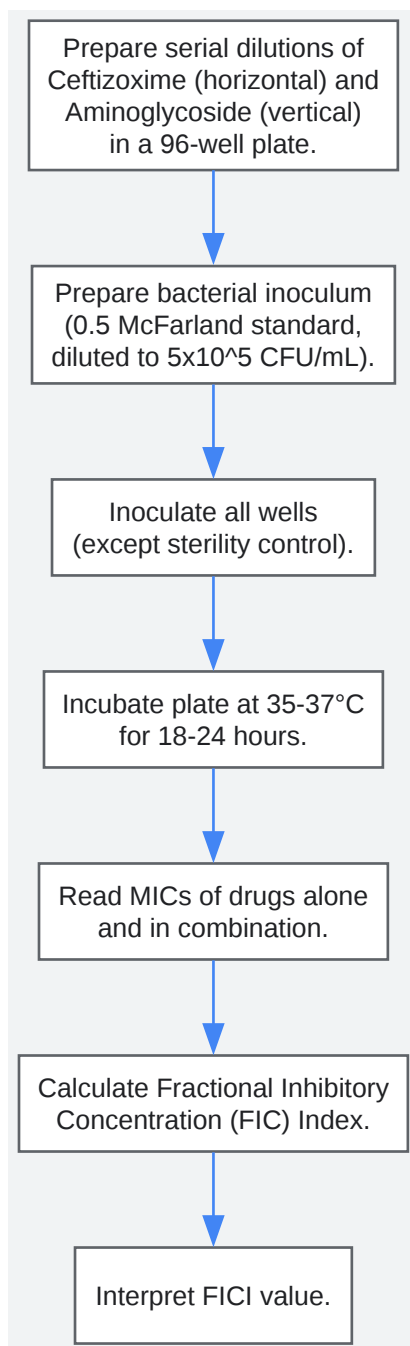 Prepare serial dilutions of
Ceftizoxime (horizontal) and
Aminoglycoside (vertical)
in a 96-well plate.
Prepare bacterial inoculum
(0.5 McFarland standard,
diluted to 5x10^5 CFU/mL).
Inoculate all wells
(except sterility control).
Incubate plate at 35-37°C
for 18-24 hours.
Read MICs of drugs alone
and in combination.
Calculate Fractional Inhibitory
Concentration (FIC) Index.
Interpret FICI value.